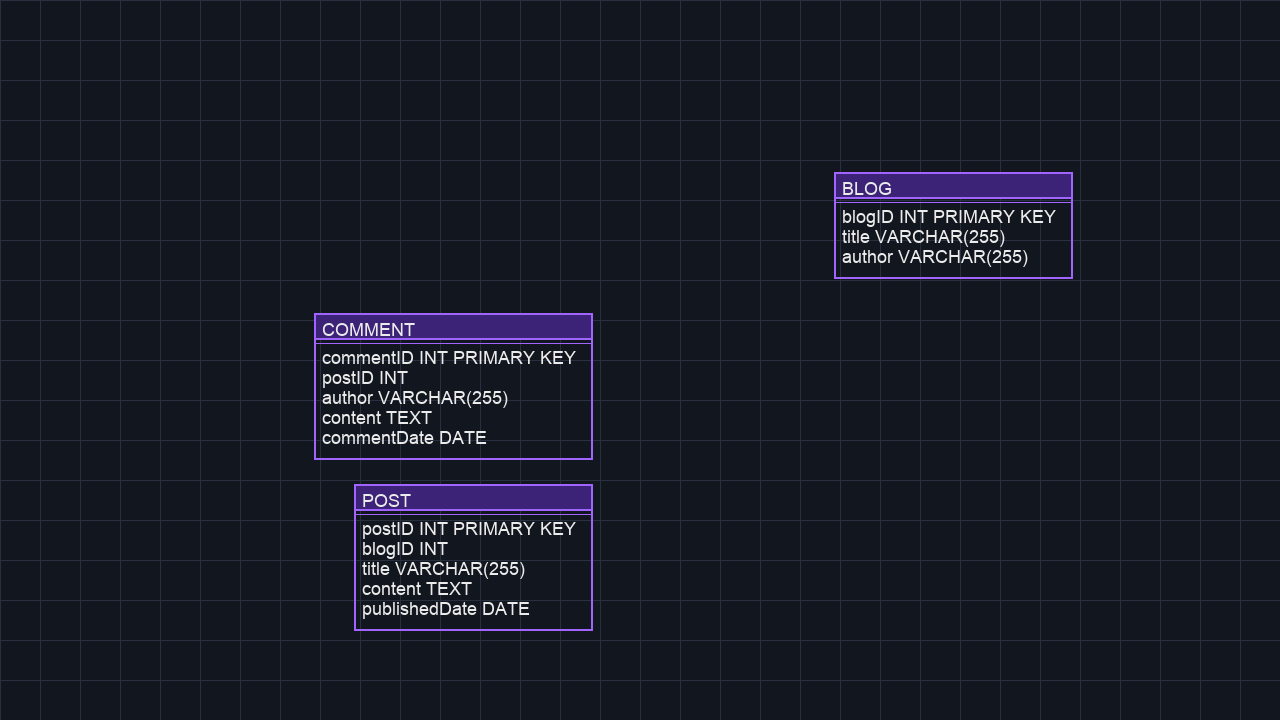 BLOG
blogID INT PRIMARY KEY
title VARCHAR(255)
author VARCHAR(255)
COMMENT
commentID INT PRIMARY KEY
postID INT
author VARCHAR(255)
content TEXT
commentDate DATE
POST
postID INT PRIMARY KEY
blogID INT
title VARCHAR(255)
content TEXT
publishedDate DATE